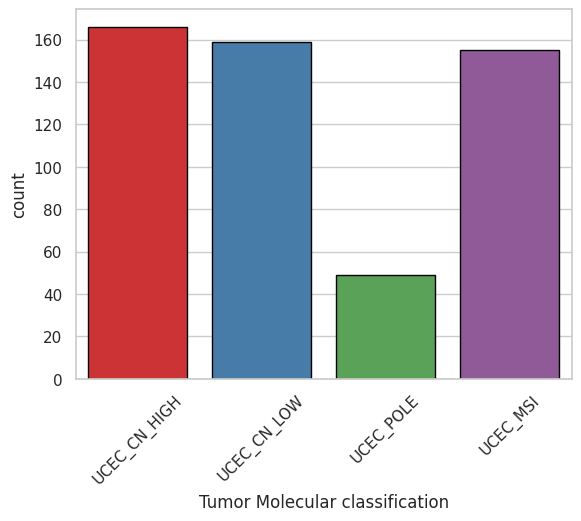 160
140
120
100
80
60
40
20
0
count
UCEC_CN_HIGH
UCEC_CN_LOW
UCEC_POLE
UCEC_MSI
Tumor Molecular classification